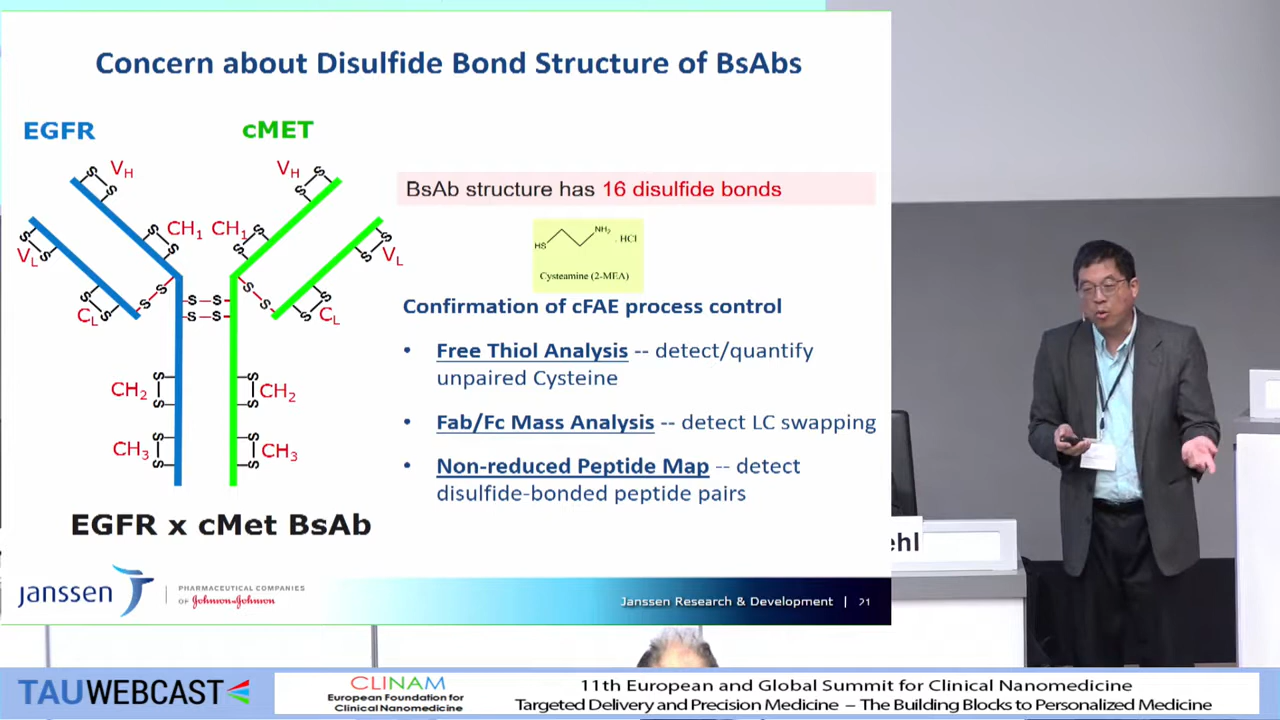 Concern about Disulfide Bond Structure of BsAbs
EGFR
cMET
VH
VH
CH1
CH1
VL
VL
CL
CL
S—S
S—S
S—S
S—S
CH2
CH2
CH3
CH3
EGFR x cMet BsAb
BsAb structure has 16 disulfide bonds
HS
NH2
. HCl
Cysteamine (2-MEA)
Confirmation of cFAE process control
• Free Thiol Analysis -- detect/quantify
unpaired Cysteine
• Fab/Fc Mass Analysis -- detect LC swapping
• Non-reduced Peptide Map -- detect
disulfide-bonded peptide pairs
janssen
PHARMACEUTICAL COMPANIES
OF Johnson & Johnson
Janssen Research & Development | 21
ehl
TAUWEBCAST
CLINAM
European Foundation for
Clinical Nanomedicine
11th European and Global Summit for Clinical Nanomedicine
Targeted Delivery and Precision Medicine – The Building Blocks to Personalized Medicine